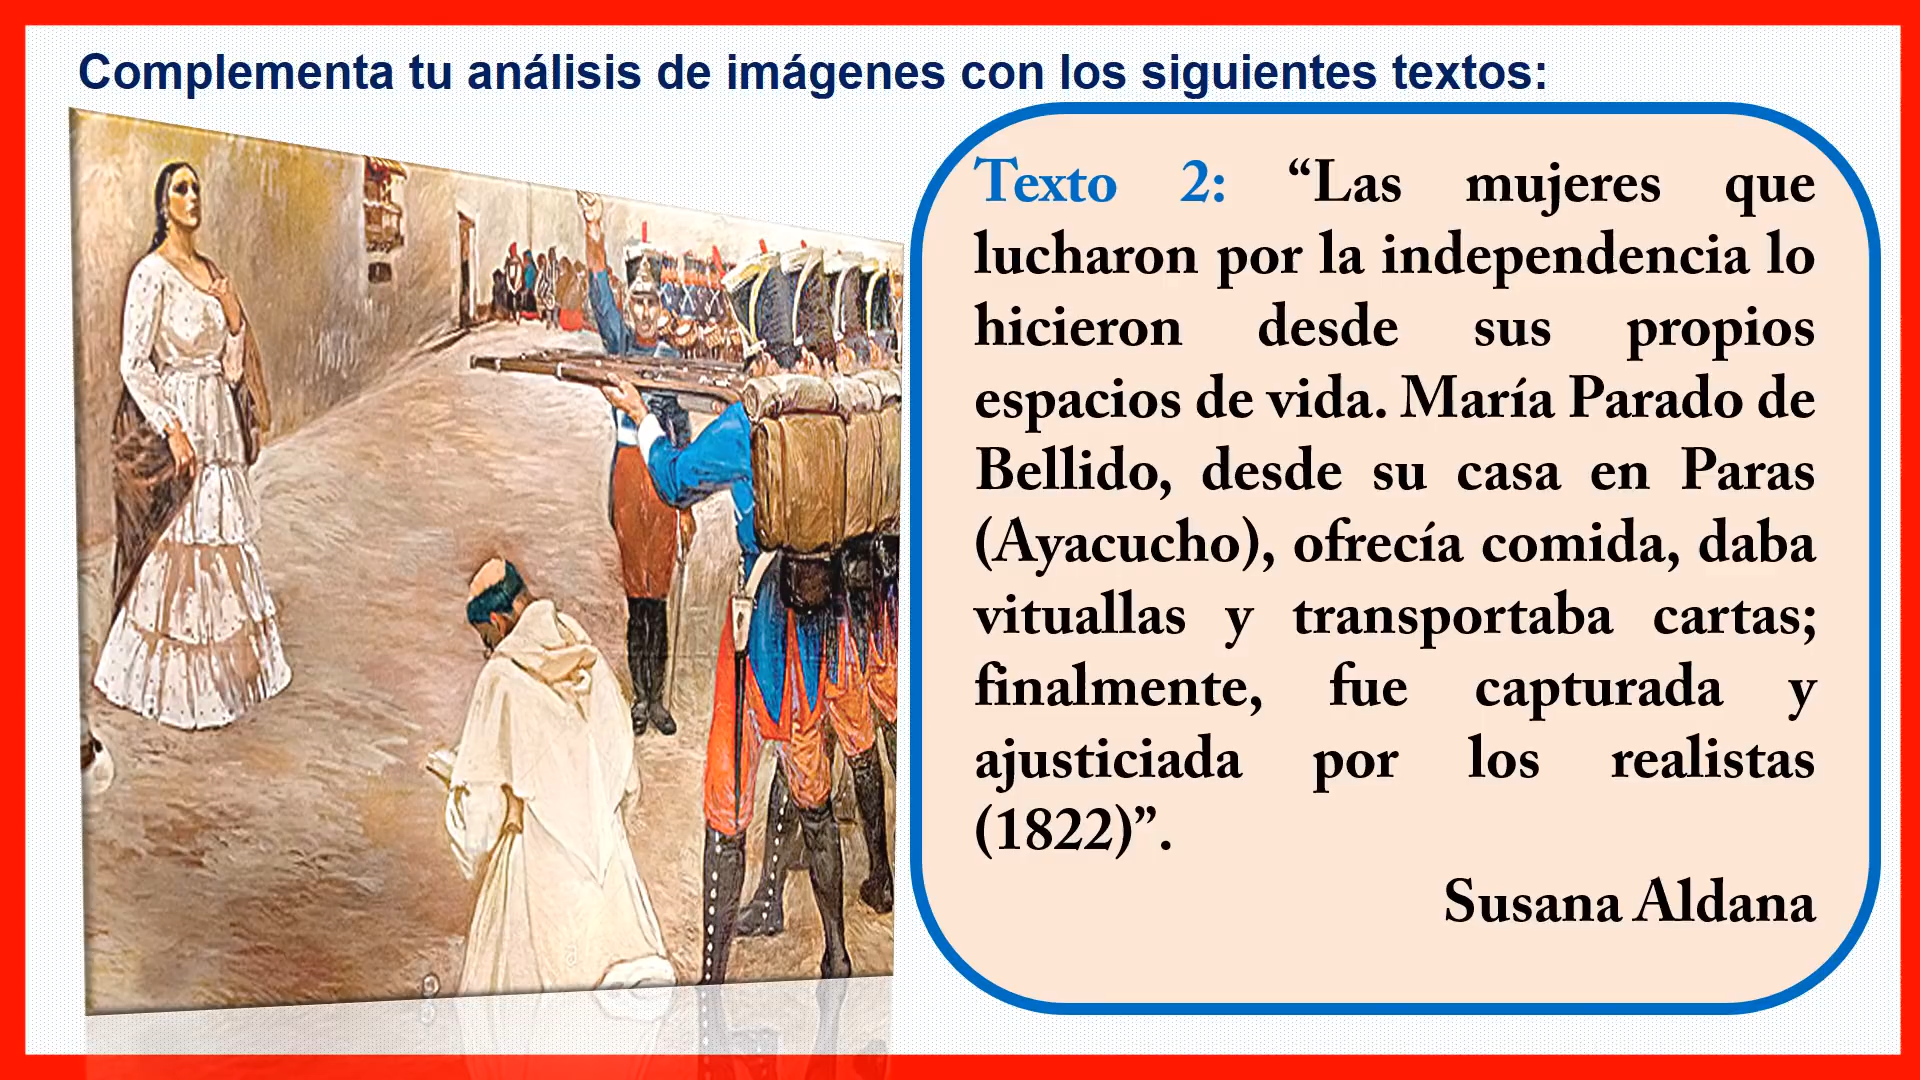 Complementa tu análisis de imágenes con los siguientes textos:
Texto 2: “Las mujeres que
lucharon por la independencia lo
hicieron desde sus propios
espacios de vida. María Parado de
Bellido, desde su casa en Paras
(Ayacucho), ofrecía comida, daba
vituallas y transportaba cartas;
finalmente, fue capturada y
ajusticiada por los realistas
(1822)”.
Susana Aldana